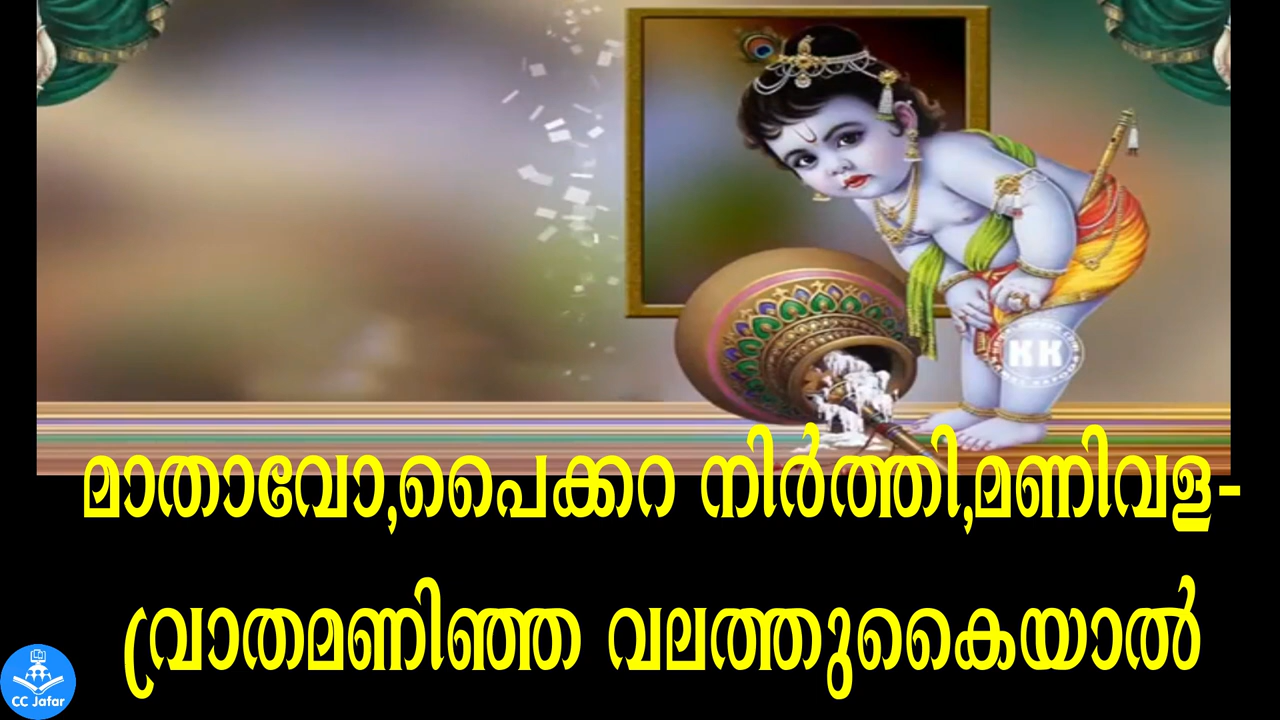 KK
മാതാവോ,പൈക്കറ നിർത്തി,മണിവള-
വ്രാതമണിഞ്ഞ വലത്തുകൈയാൽ
CC Jafar